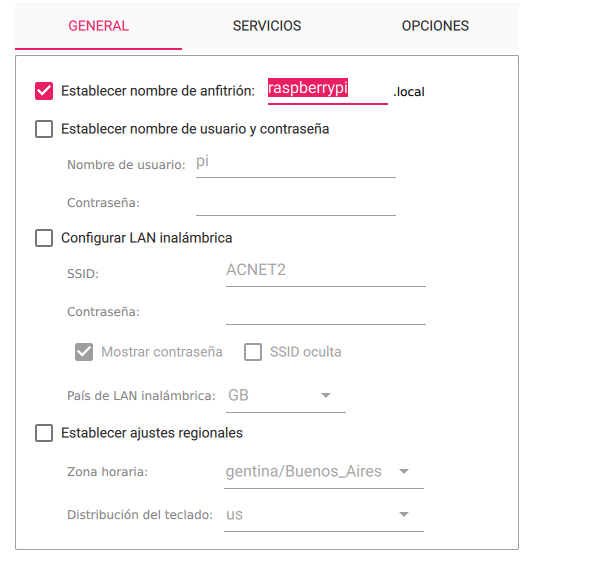 GENERAL SERVICIOS OPCIONES
Establecer nombre de anfitrión: raspberrypi .local
Establecer nombre de usuario y contraseña
Nombre de usuario: pi
Contraseña:
Configurar LAN inalámbrica
SSID: ACNET2
Contraseña:
Mostrar contraseña SSID oculta
País de LAN inalámbrica: GB
Establecer ajustes regionales
Zona horaria: gentina/Buenos_Aires
Distribución del teclado: us